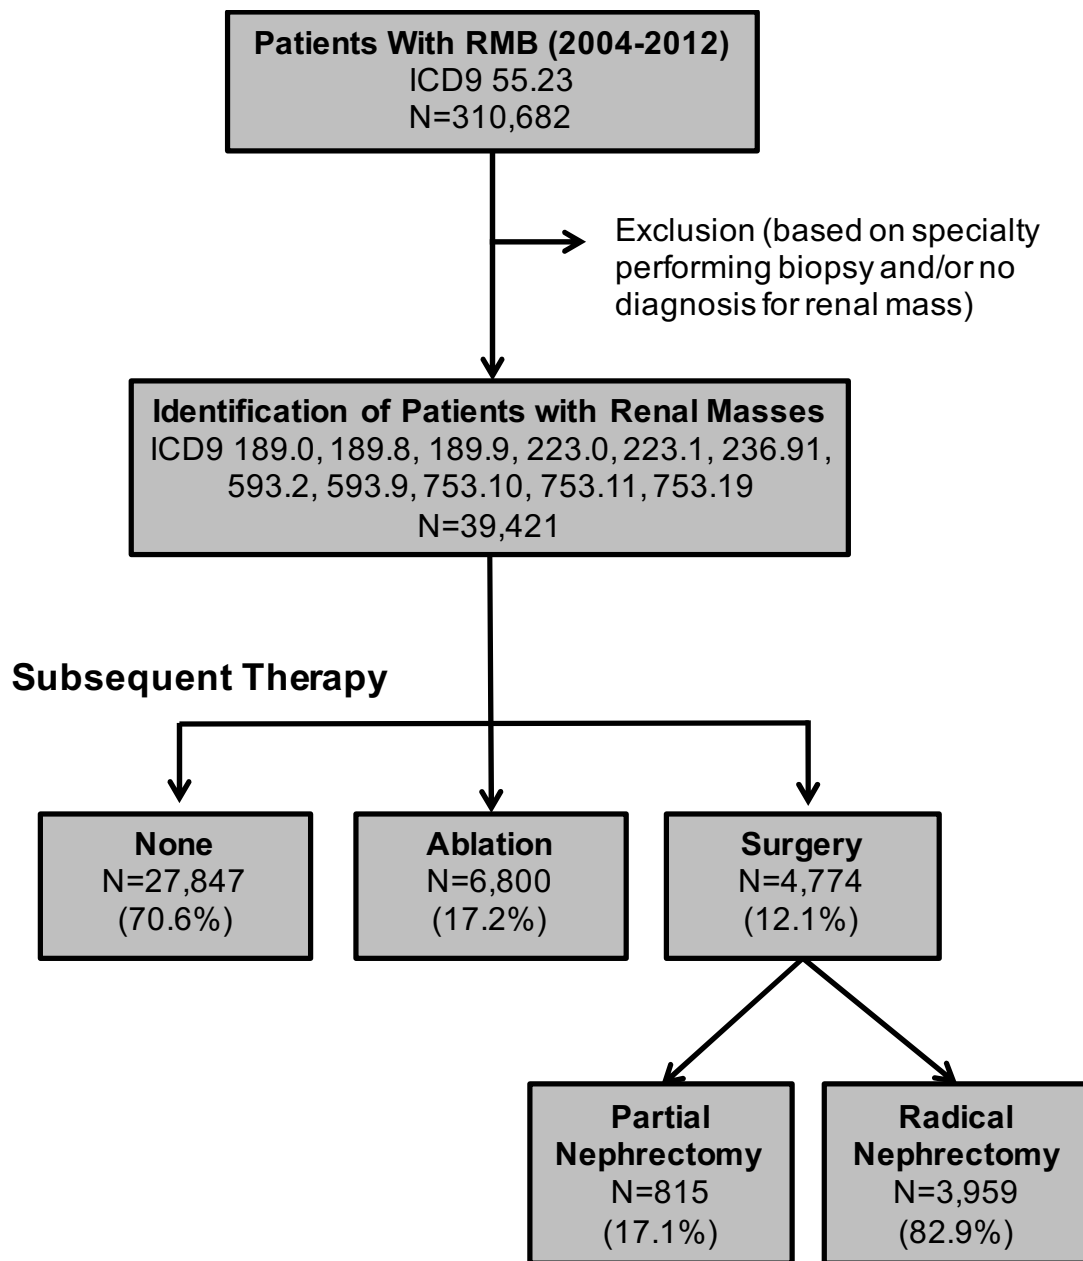 Patients With RMB (2004-2012)
ICD9 55.23
N=310,682
Exclusion (based on specialty
performing biopsy and/or no
diagnosis for renal mass)
Identification of Patients with Renal Masses
ICD9 189.0, 189.8, 189.9, 223.0, 223.1, 236.91,
593.2, 593.9, 753.10, 753.11, 753.19
N=39,421
Subsequent Therapy
None
N=27,847
(70.6%)
Ablation
N=6,800
(17.2%)
Surgery
N=4,774
(12.1%)
Partial
Nephrectomy
N=815
(17.1%)
Radical
Nephrectomy
N=3,959
(82.9%)